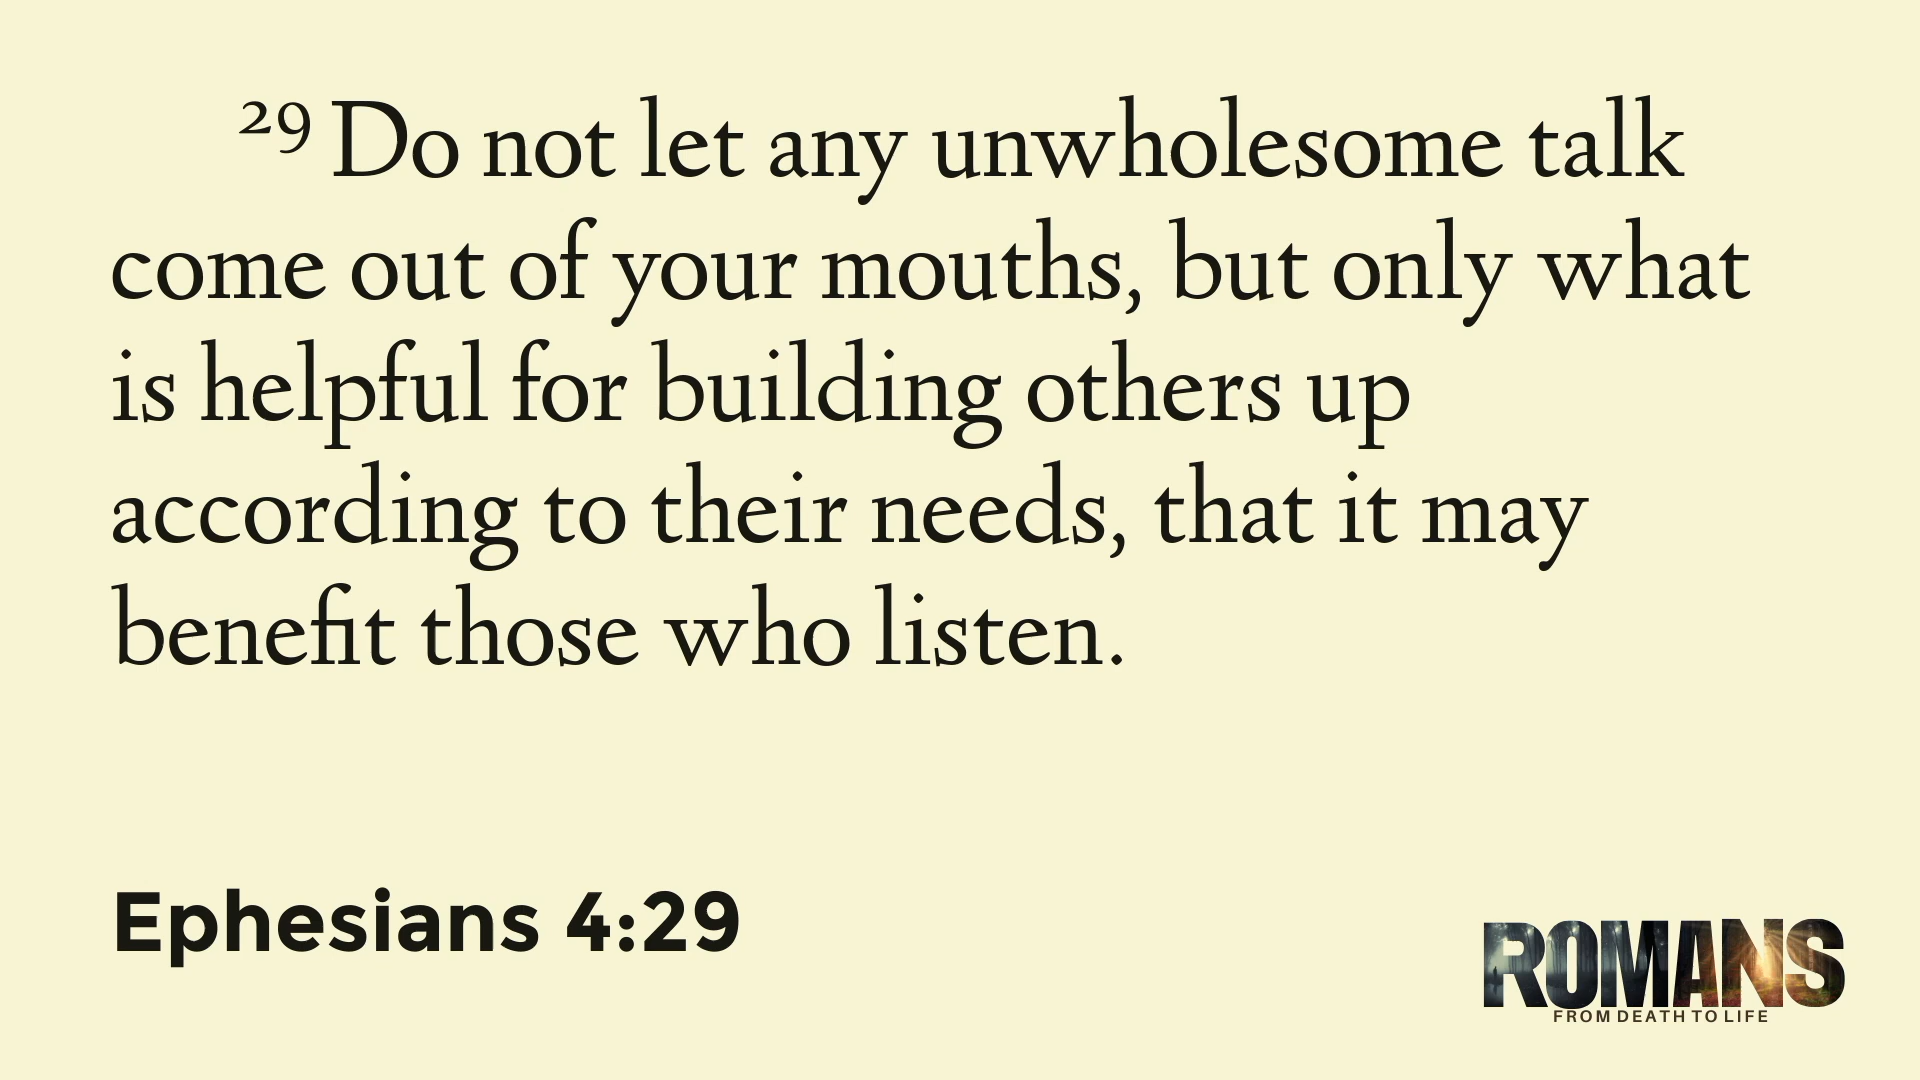 29 Do not let any unwholesome talk
come out of your mouths, but only what
is helpful for building others up
according to their needs, that it may
benefit those who listen.
Ephesians 4:29
ROMANS
FROM DEATH TO LIFE